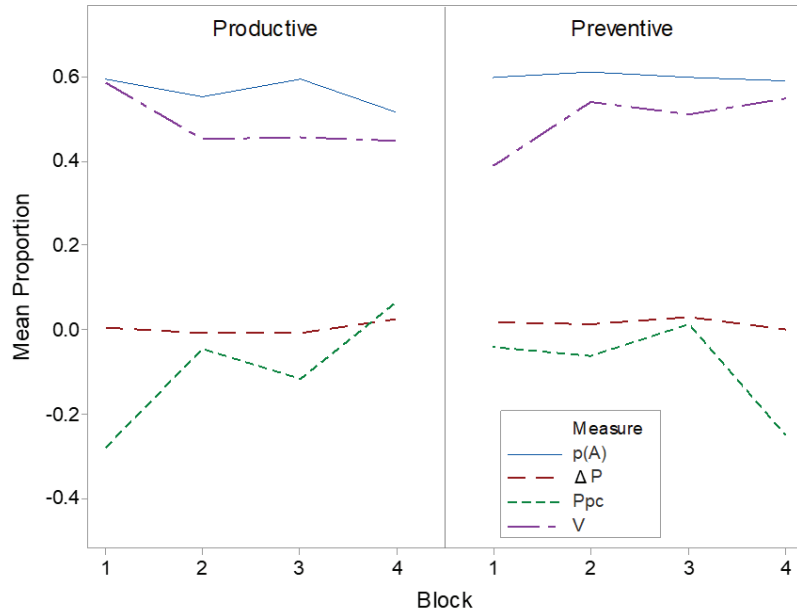 Productive
Preventive
Mean Proportion
0.6
0.4
0.2
0.0
-0.2
-0.4
Measure
p(A)
Δ P
Ppc
V
1 2 3 4
1 2 3 4
Block